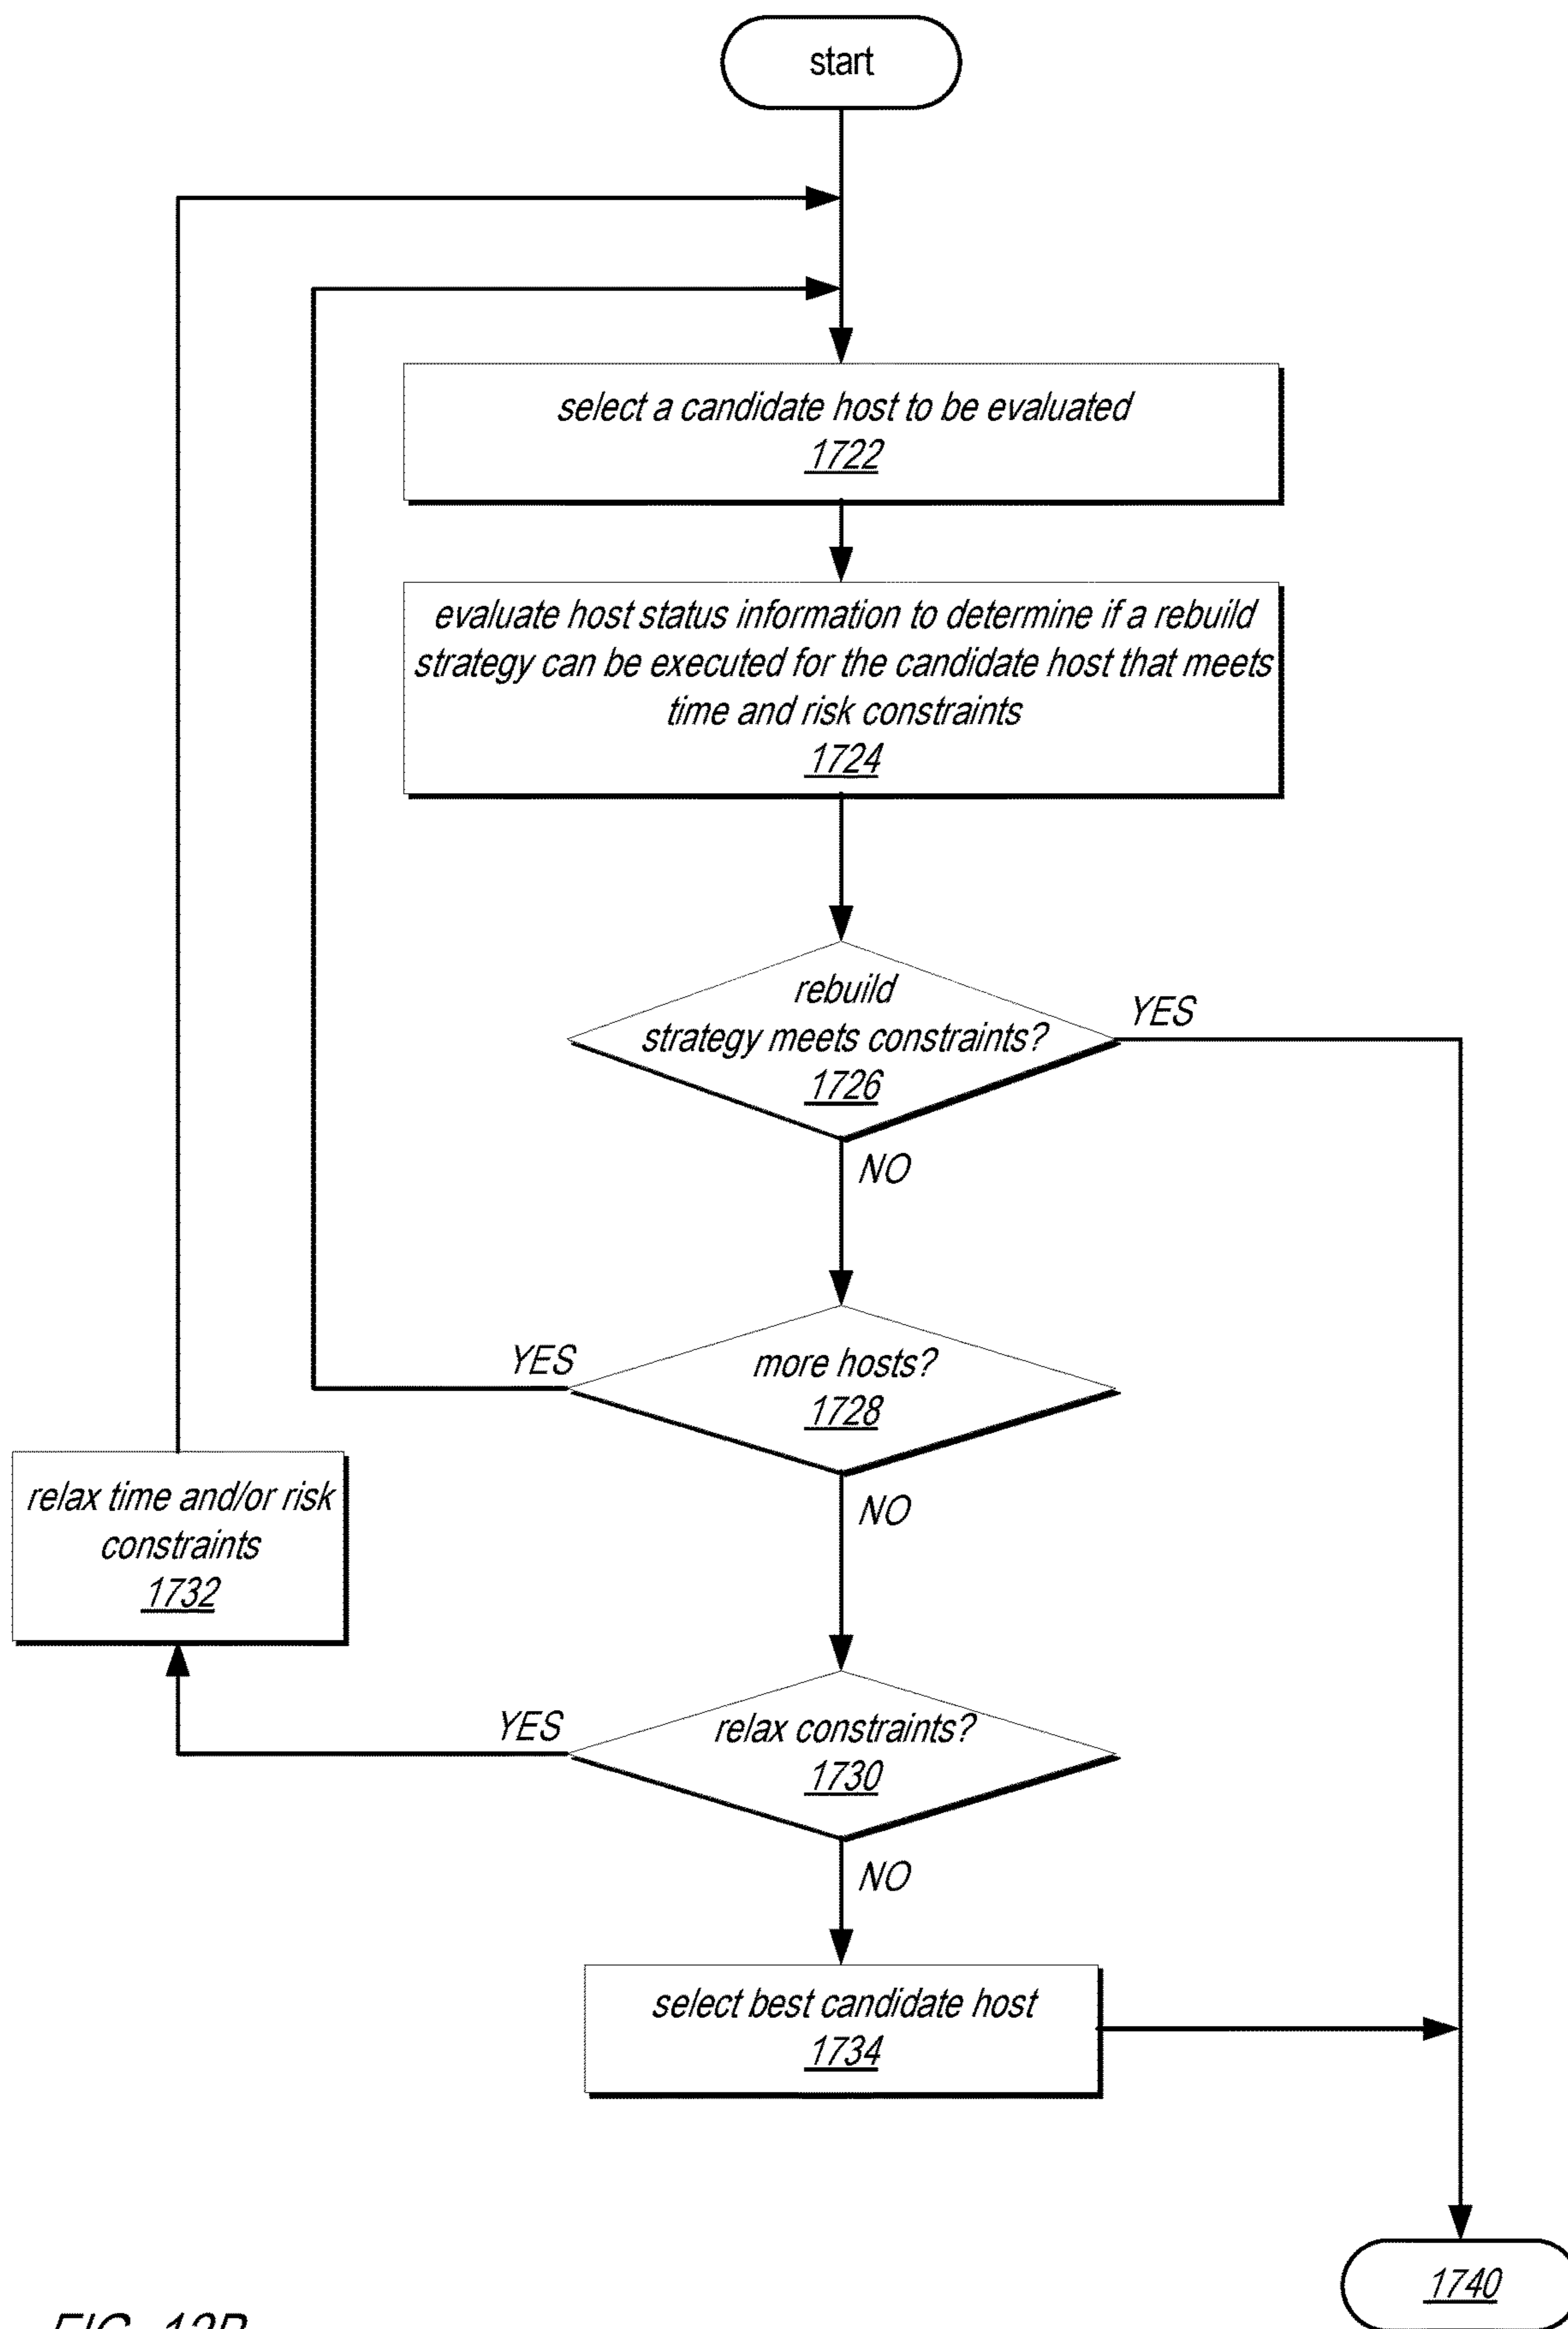 start
select a candidate host to be evaluated
1722
evaluate host status information to determine if a rebuild
strategy can be executed for the candidate host that meets
time and risk constraints
1724
rebuild
strategy meets constraints?
1726
YES
NO
more hosts?
1728
YES
NO
relax time and/or risk
constraints
1732
relax constraints?
1730
YES
NO
select best candidate host
1734
1740